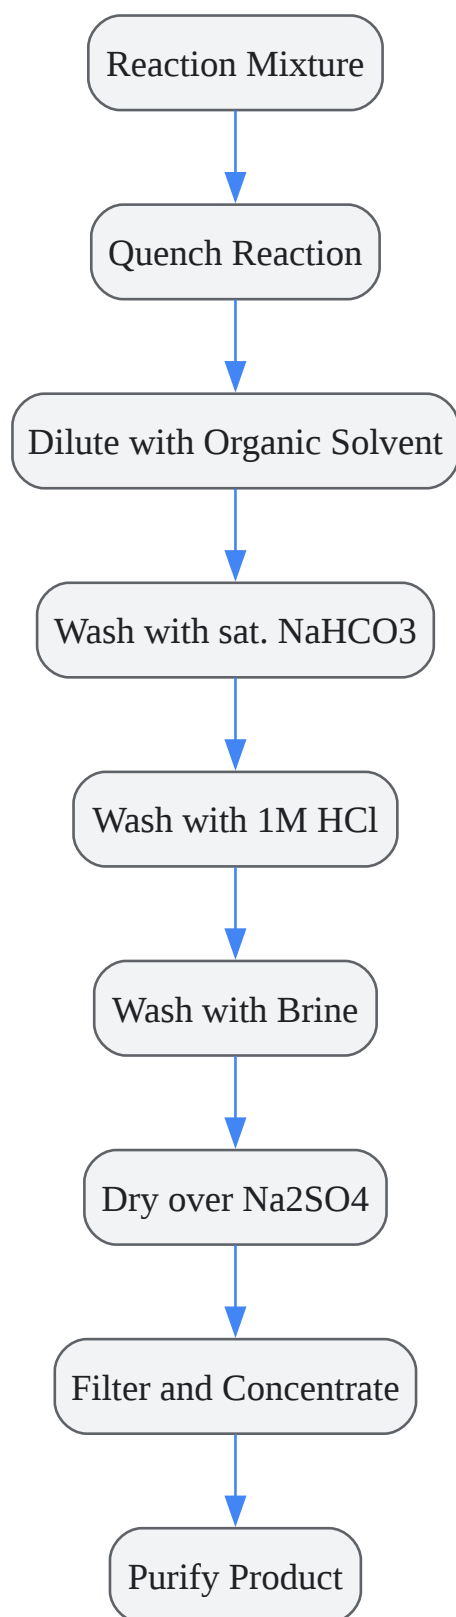 Reaction Mixture
Quench Reaction
Dilute with Organic Solvent
Wash with sat. NaHCO3
Wash with 1M HCl
Wash with Brine
Dry over Na2SO4
Filter and Concentrate
Purify Product